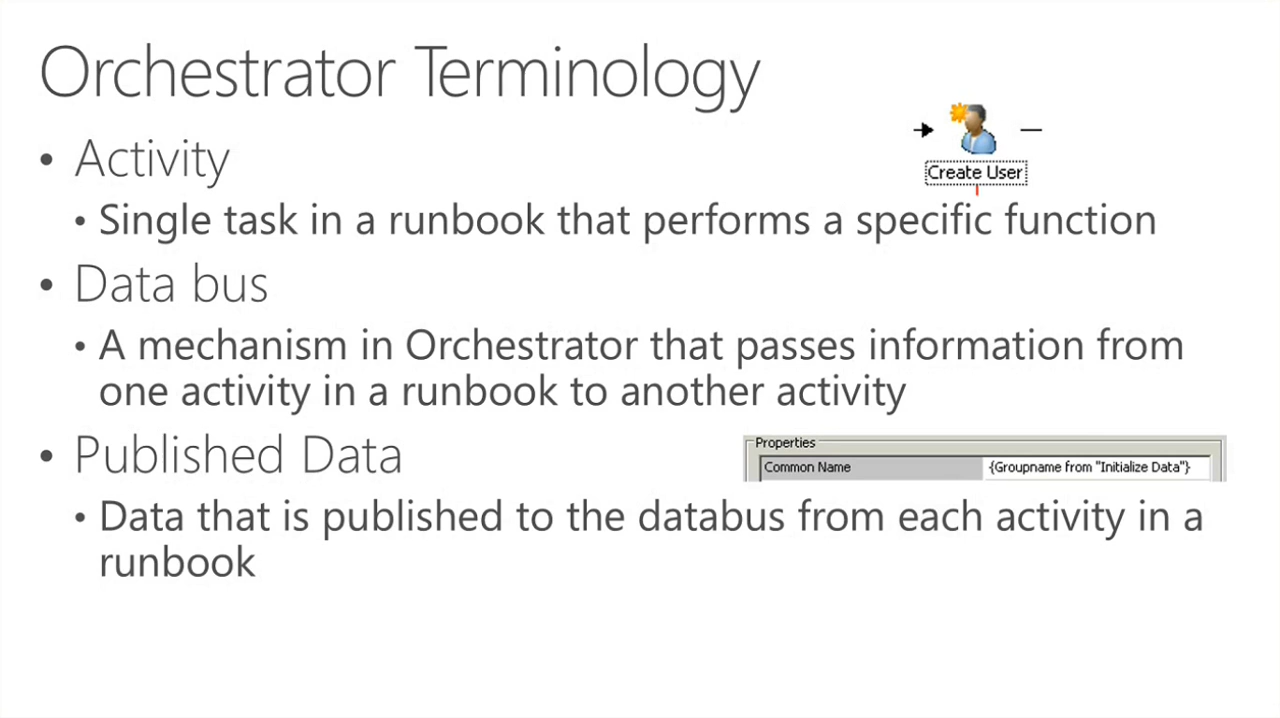 Orchestrator Terminology
• Activity
Create User
• Single task in a runbook that performs a specific function
• Data bus
• A mechanism in Orchestrator that passes information from
one activity in a runbook to another activity
• Published Data
Properties
Common Name {Groupname from "Initialize Data"}
• Data that is published to the databus from each activity in a
runbook